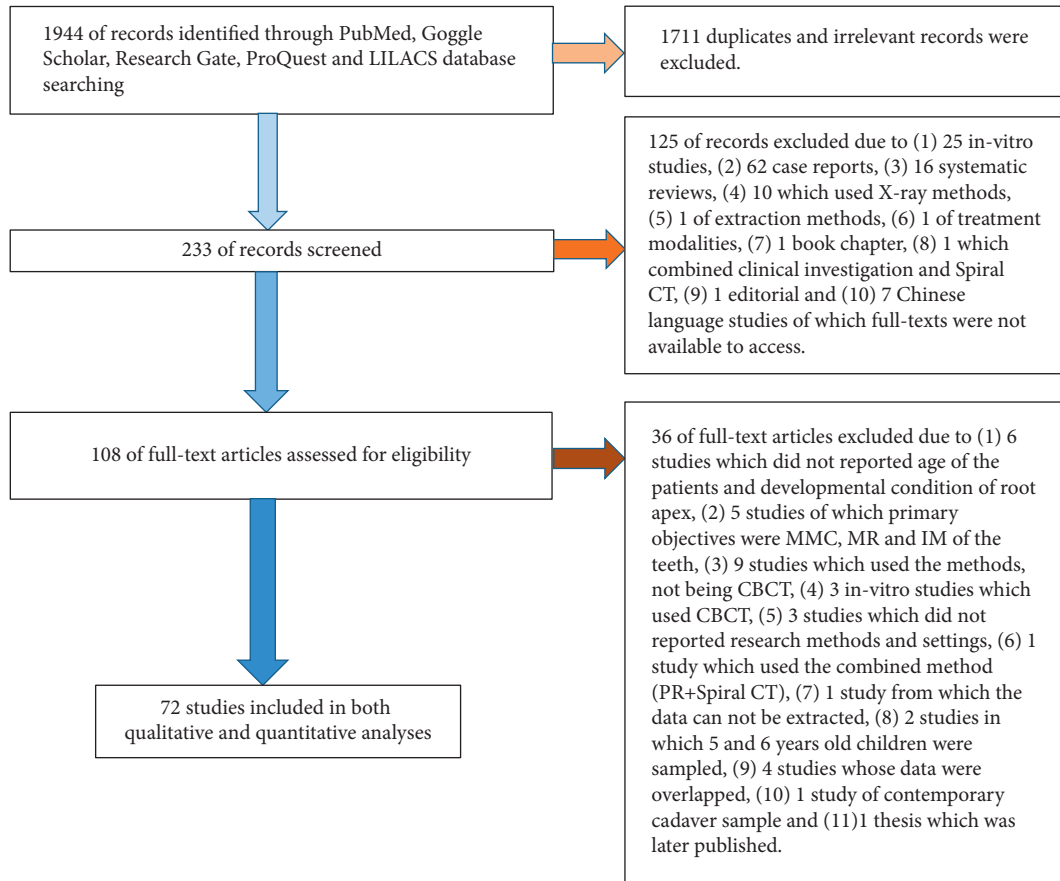 1944 of records identified through PubMed, Goggle
Scholar, Research Gate, ProQuest and LILACS database
searching
1711 duplicates and irrelevant records were
excluded.
125 of records excluded due to (1) 25 in-vitro
studies, (2) 62 case reports, (3) 16 systematic
reviews, (4) 10 which used X-ray methods,
(5) 1 of extraction methods, (6) 1 of treatment
modalities, (7) 1 book chapter, (8) 1 which
combined clinical investigation and Spiral
CT, (9) 1 editorial and (10) 7 Chinese
language studies of which full-texts were not
available to access.
233 of records screened
108 of full-text articles assessed for eligibility
36 of full-text articles excluded due to (1) 6
studies which did not reported age of the
patients and developmental condition of root
apex, (2) 5 studies of which primary
objectives were MMC, MR and IM of the
teeth, (3) 9 studies which used the methods,
not being CBCT, (4) 3 in-vitro studies which
used CBCT, (5) 3 studies which did not
reported research methods and settings, (6) 1
study which used the combined method
(PR+Spiral CT), (7) 1 study from which the
data can not be extracted, (8) 2 studies in
which 5 and 6 years old children were
sampled, (9) 4 studies whose data were
overlapped, (10) 1 study of contemporary
cadaver sample and (11)1 thesis which was
later published.
72 studies included in both
qualitative and quantitative analyses